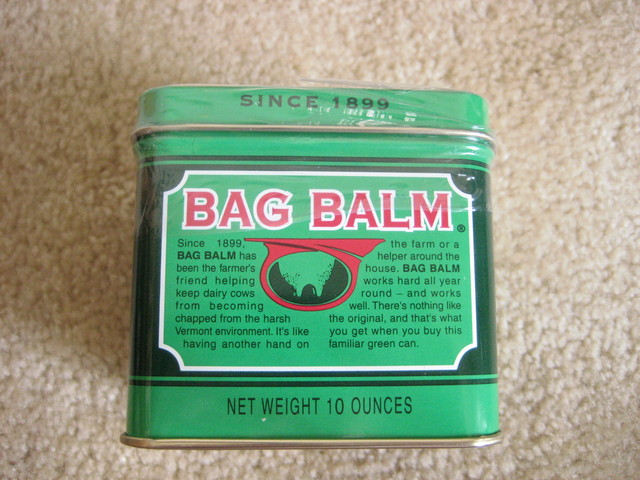 SINCE 1899
BAG BALM®
Since 1899,
BAG BALM has
been the farmer's
friend helping
keep dairy cows
from becoming
chapped from the harsh
Vermont environment. It's like
having another hand on
the farm or a
helper around the
house. BAG BALM
works hard all year
round – and works
well. There's nothing like
the original, and that's what
you get when you buy this
familiar green can.
NET WEIGHT 10 OUNCES